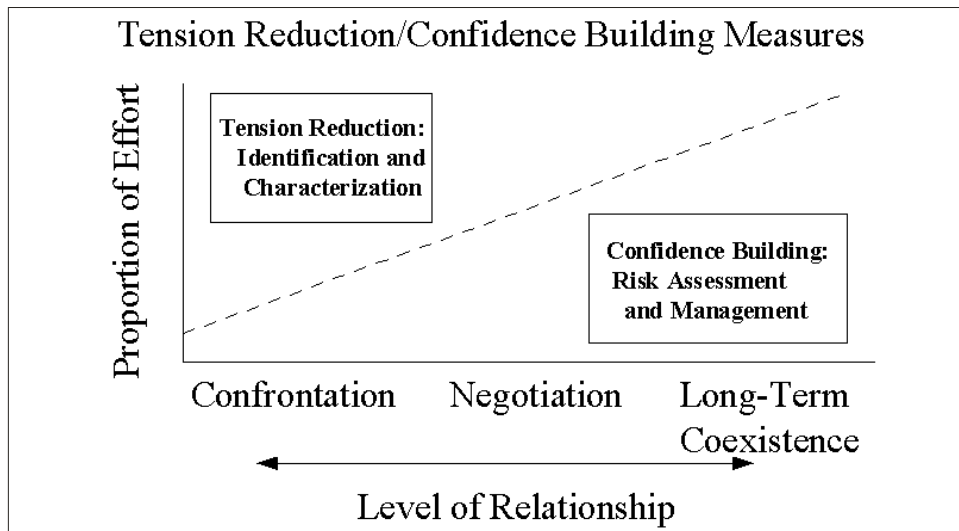 Tension Reduction/Confidence Building Measures
Proportion of Effort
Tension Reduction:
Identification and
Characterization
Confidence Building:
Risk Assessment
and Management
Confrontation
Negotiation
Long-Term
Coexistence
Level of Relationship